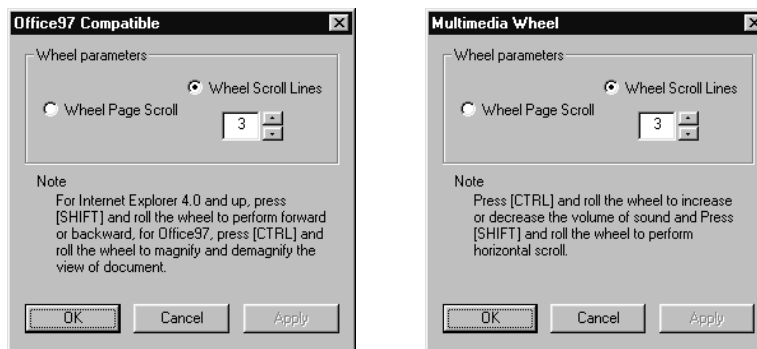 Office97 Compatible
Wheel parameters
Wheel Scroll Lines
Wheel Page Scroll
3
Note
For Internet Explorer 4.0 and up, press
[SHIFT] and roll the wheel to perform forward
or backward, for Office97, press [CTRL] and
roll the wheel to magnify and demagnify the
view of document.
OK Cancel Apply
Multimedia Wheel
Wheel parameters
Wheel Scroll Lines
Wheel Page Scroll
3
Note
Press [CTRL] and roll the wheel to increase
or decrease the volume of sound and Press
[SHIFT] and roll the wheel to perform
horizontal scroll.
OK Cancel Apply